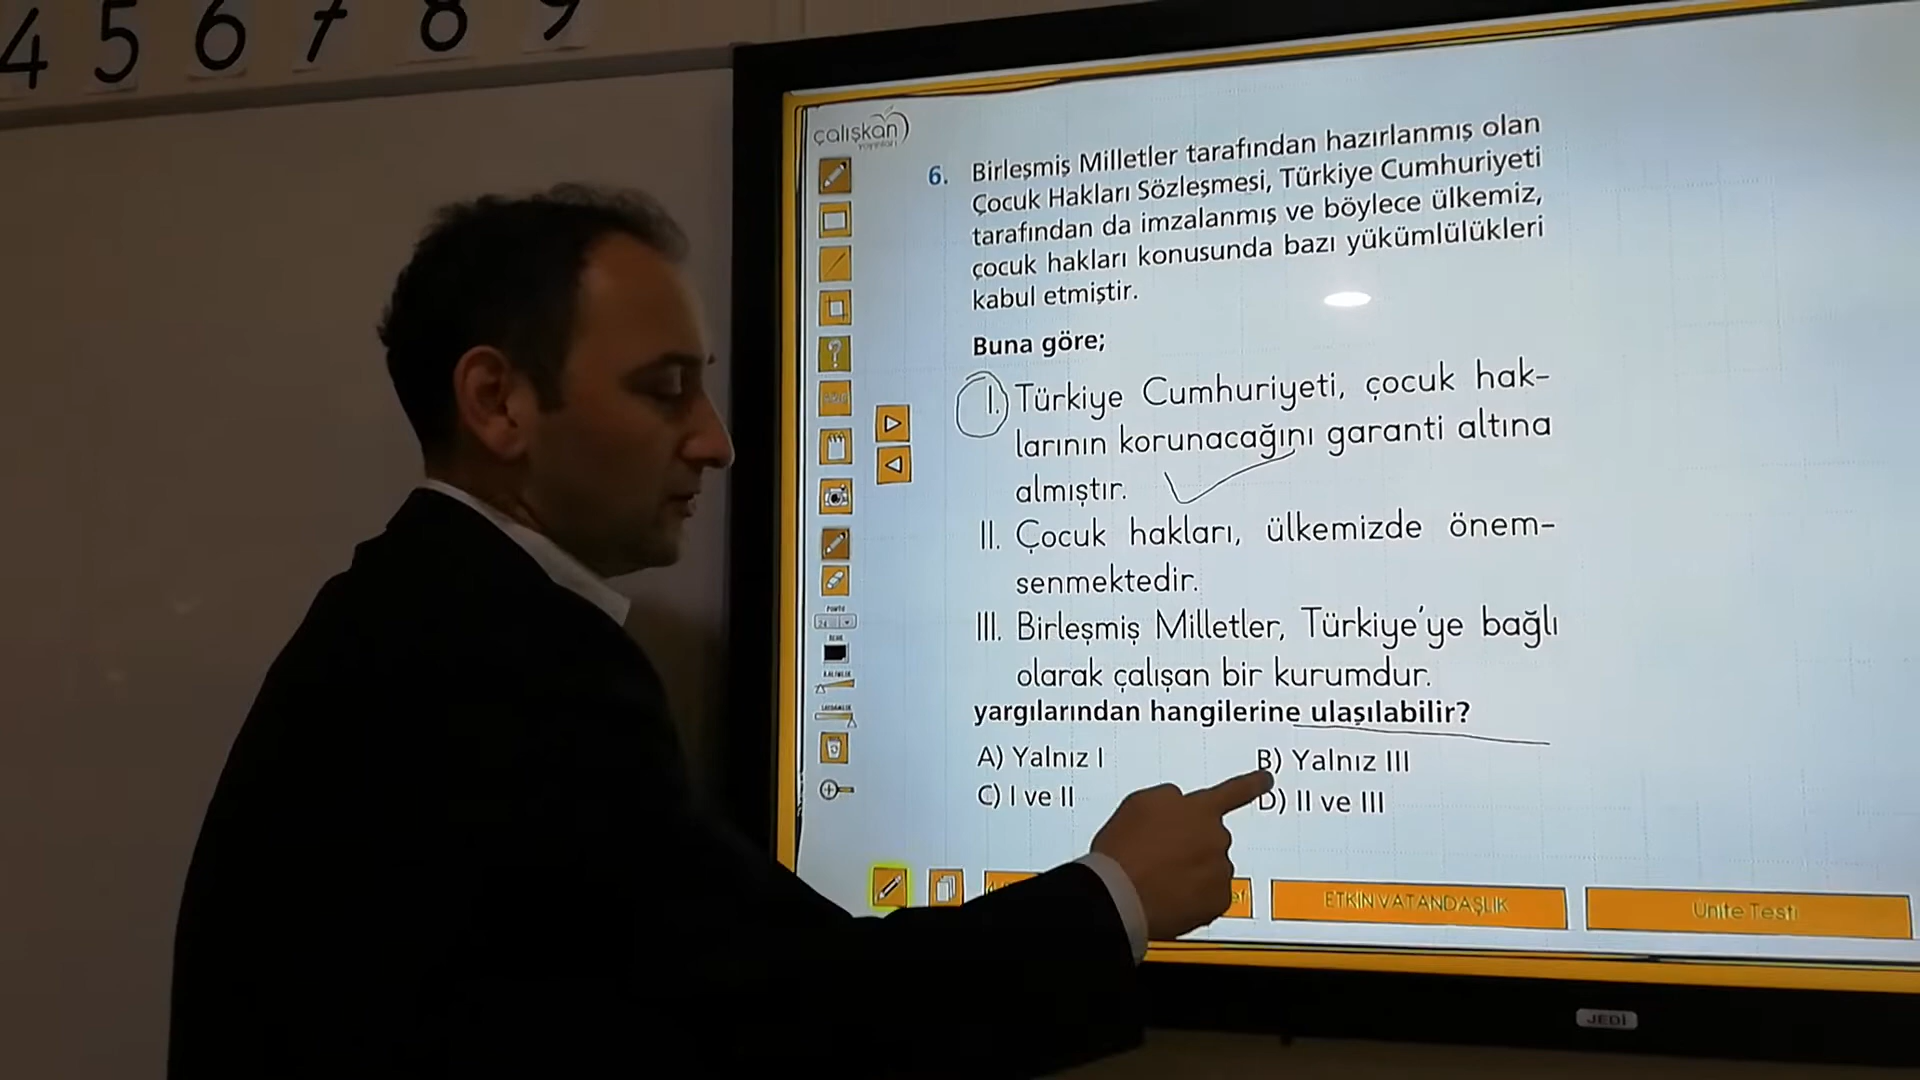 4 5 6 7 8 9
çalışkan
yayınları
6. Birleşmiş Milletler tarafından hazırlanmış olan
Çocuk Hakları Sözleşmesi, Türkiye Cumhuriyeti
tarafından da imzalanmış ve böylece ülkemiz,
çocuk hakları konusunda bazı yükümlülükleri
kabul etmiştir.
Buna göre;
I. Türkiye Cumhuriyeti, çocuk hak-
larının korunacağını garanti altına
almıştır.
II. Çocuk hakları, ülkemizde önem-
senmektedir.
III. Birleşmiş Milletler, Türkiye'ye bağlı
olarak çalışan bir kurumdur.
yargılarından hangilerine ulaşılabilir?
A) Yalnız I
B) Yalnız III
C) I ve II
D) II ve III
ETKİN VATANDAŞLIK
Ünite Testi
JEDİ